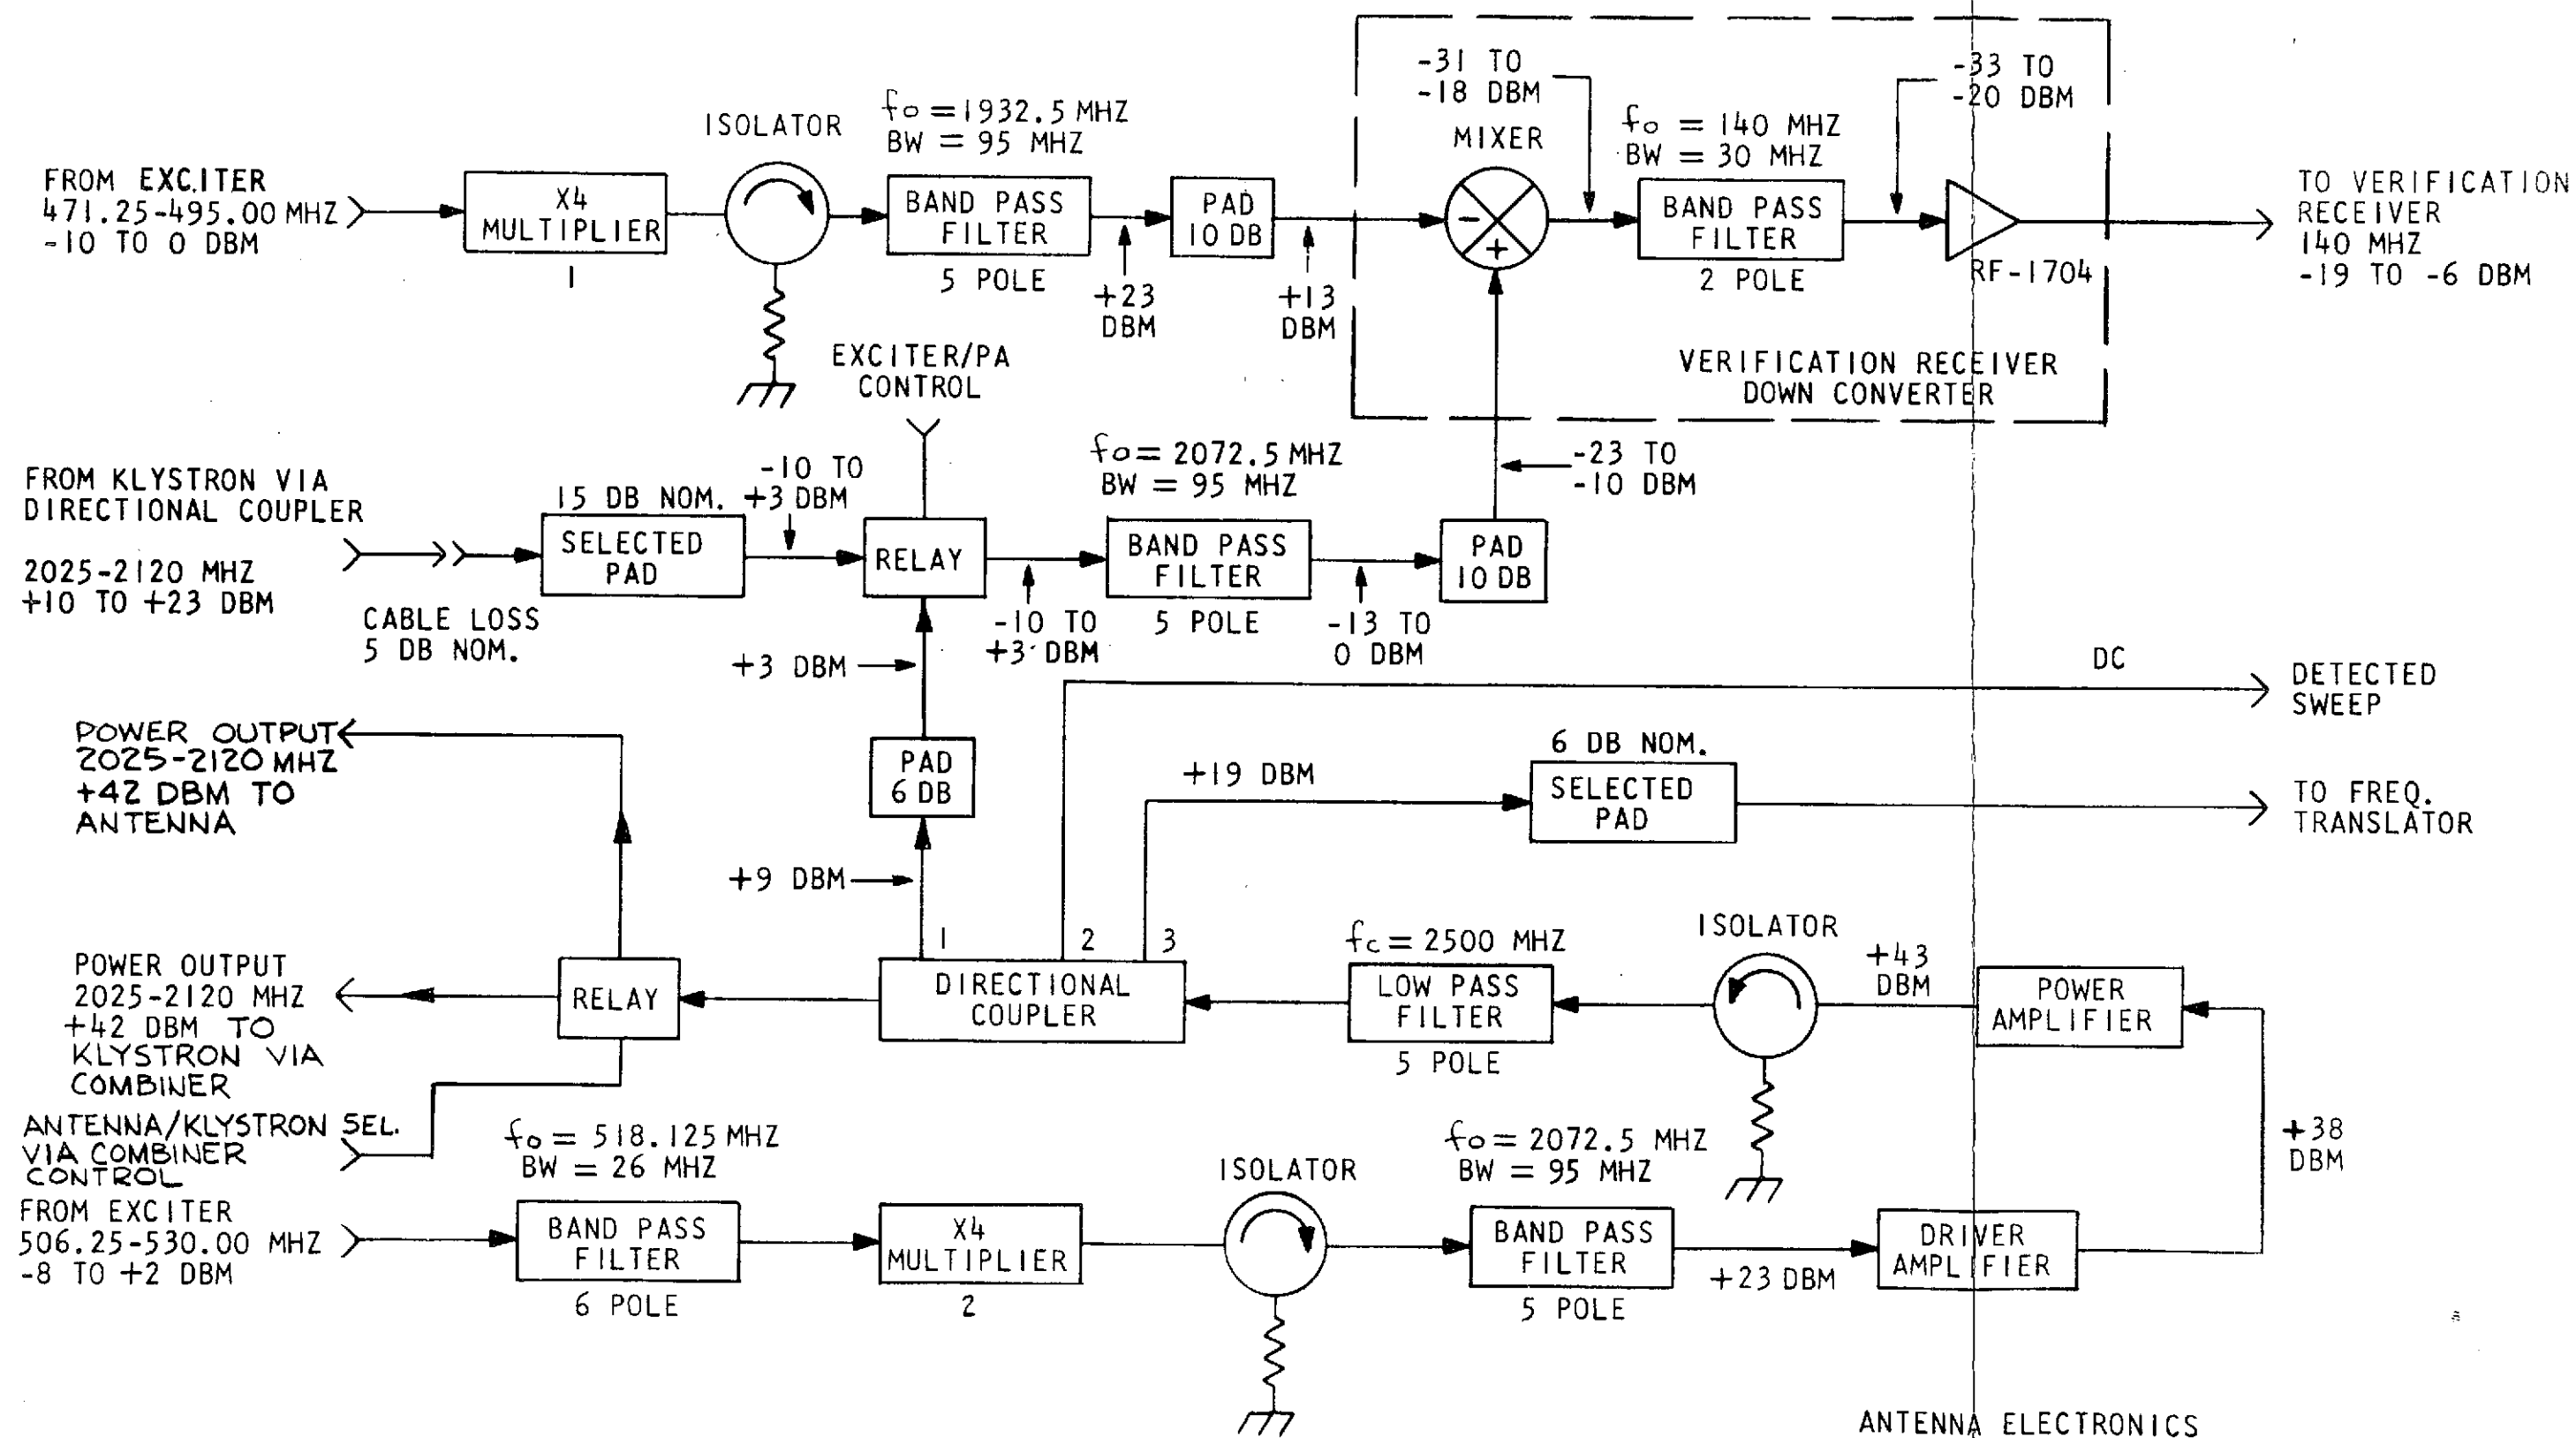 FROM EXCITER
471.25-495.00 MHZ
-10 TO 0 DBM
X4
MULTIPLIER
1
ISOLATOR
fo = 1932.5 MHZ
BW = 95 MHZ
BAND PASS
FILTER
5 POLE
+23
DBM
PAD
10 DB
+13
DBM
-31 TO
-18 DBM
MIXER
-
+
fo = 140 MHZ
BW = 30 MHZ
BAND PASS
FILTER
2 POLE
-33 TO
-20 DBM
RF-1704
VERIFICATION RECEIVER
DOWN CONVERTER
TO VERIFICATION
RECEIVER
140 MHZ
-19 TO -6 DBM
EXCITER/PA
CONTROL
FROM KLYSTRON VIA
DIRECTIONAL COUPLER
2025-2120 MHZ
+10 TO +23 DBM
CABLE LOSS
5 DB NOM.
15 DB NOM.
SELECTED
PAD
-10 TO
+3 DBM
RELAY
-10 TO
+3 DBM
fo = 2072.5 MHZ
BW = 95 MHZ
BAND PASS
FILTER
5 POLE
-13 TO
0 DBM
PAD
10 DB
-23 TO
-10 DBM
+3 DBM
PAD
6 DB
+9 DBM
DC
DETECTED
SWEEP
+19 DBM
6 DB NOM.
SELECTED
PAD
TO FREQ.
TRANSLATOR
POWER OUTPUT
2025-2120 MHZ
+42 DBM TO
ANTENNA
POWER OUTPUT
2025-2120 MHZ
+42 DBM TO
KLYSTRON VIA
COMBINER
RELAY
1
2
3
DIRECTIONAL
COUPLER
fc = 2500 MHZ
LOW PASS
FILTER
5 POLE
ISOLATOR
+43
DBM
POWER
AMPLIFIER
ANTENNA/KLYSTRON SEL.
VIA COMBINER
CONTROL
FROM EXCITER
506.25-530.00 MHZ
-8 TO +2 DBM
fo = 518.125 MHZ
BW = 26 MHZ
BAND PASS
FILTER
6 POLE
X4
MULTIPLIER
2
ISOLATOR
fo = 2072.5 MHZ
BW = 95 MHZ
BAND PASS
FILTER
5 POLE
+23 DBM
DRIVER
AMPLIFIER
+38
DBM
ANTENNA ELECTRONICS